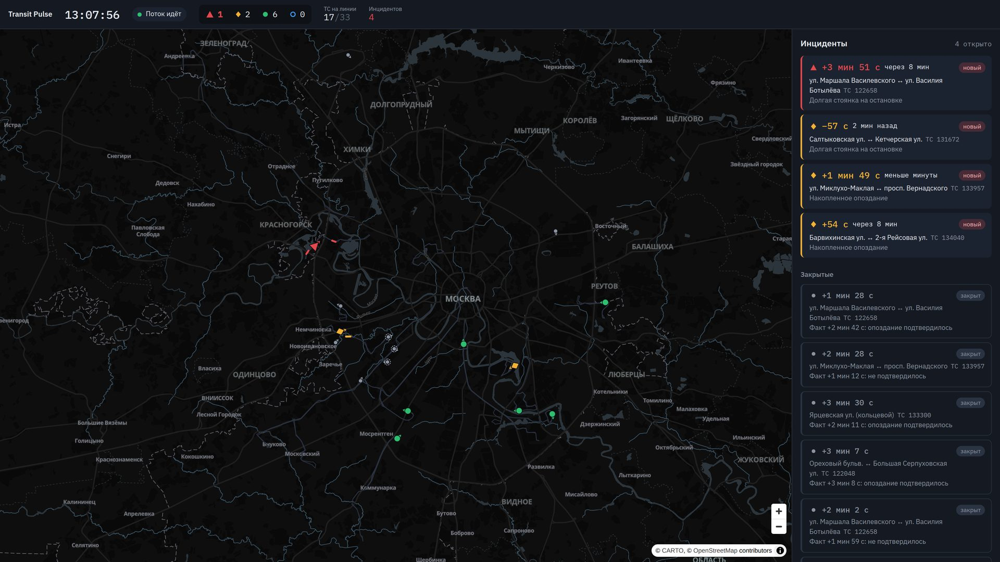 Transit Pulse
13:07:56
Поток идёт
1
2
6
0
ТС на линии
17/33
Инцидентов
4
ЗЕЛЕНОГРАД
Андреевка
Черкизово
Ивантеевка
Фрязино
ДОЛГОПРУДНЫЙ
Истра
МЫТИЩИ
КОРОЛЁВ
Загорянский
ЩЁЛКОВО
Свердловский
ХИМКИ
Снегири
Отрадное
Звёздный городок
Путилково
Дедовск
Нахабино
КРАСНОГОРСК
Павловская
Слобода
Восточный
БАЛАШИХА
Старая
РЕУТОВ
МОСКВА
Москва
Филька
венигород
Немчиновка
Новоивановское
Заречье
Власиха
ОДИНЦОВО
ЛЮБЕРЦЫ
Котельники
ВНИИССОК
Томилино
Малаховка
Лесной Городок
Удельная
Большие Вязёмы
Дзержинский
Мосрентген
Голицыно
Внуково
Ильинский
Октябрьский
Московский
Кокошкино
Краснознаменск
ЖУКОВСКИЙ
Развилка
Лыткарино
Коммунарка
Мисайлово
Калининец
ВИДНОЕ
Апрелевка
Бутово
Боброво
Сапроново
Селятино
Щербинка
ОБЛАСТЬ
+
−
© CARTO, © OpenStreetMap contributors
Инциденты
4 открыто
+3 мин 51 с через 8 мин
новый
ул. Маршала Василевского ↔ ул. Василия
Ботылёва ТС 122658
Долгая стоянка на остановке
−57 с 2 мин назад
новый
Салтыковская ул. ↔ Кетчерская ул. ТС 131672
Долгая стоянка на остановке
+1 мин 49 с меньше минуты
новый
ул. Миклухо-Маклая ↔ просп. Вернадского ТС 133957
Накопленное опоздание
+54 с через 8 мин
новый
Барвихинская ул. ↔ 2-я Рейсовая ул. ТС 134040
Накопленное опоздание
Закрытые
+1 мин 28 с
закрыт
ул. Маршала Василевского ↔ ул. Василия
Ботылёва ТС 122658
Факт +2 мин 42 с: опоздание подтвердилось
+2 мин 28 с
закрыт
ул. Миклухо-Маклая ↔ просп. Вернадского ТС 133957
Факт +1 мин 12 с: не подтвердилось
+3 мин 30 с
закрыт
Ярцевская ул. (кольцевой) ТС 133300
Факт +2 мин 11 с: опоздание подтвердилось
+3 мин 7 с
закрыт
Ореховый бульв. ↔ Большая Серпуховская
ул. ТС 122048
Факт +3 мин 8 с: опоздание подтвердилось
+2 мин 2 с
закрыт
ул. Маршала Василевского ↔ ул. Василия
Ботылёва ТС 122658
Факт +1 мин 59 с: не подтвердилось